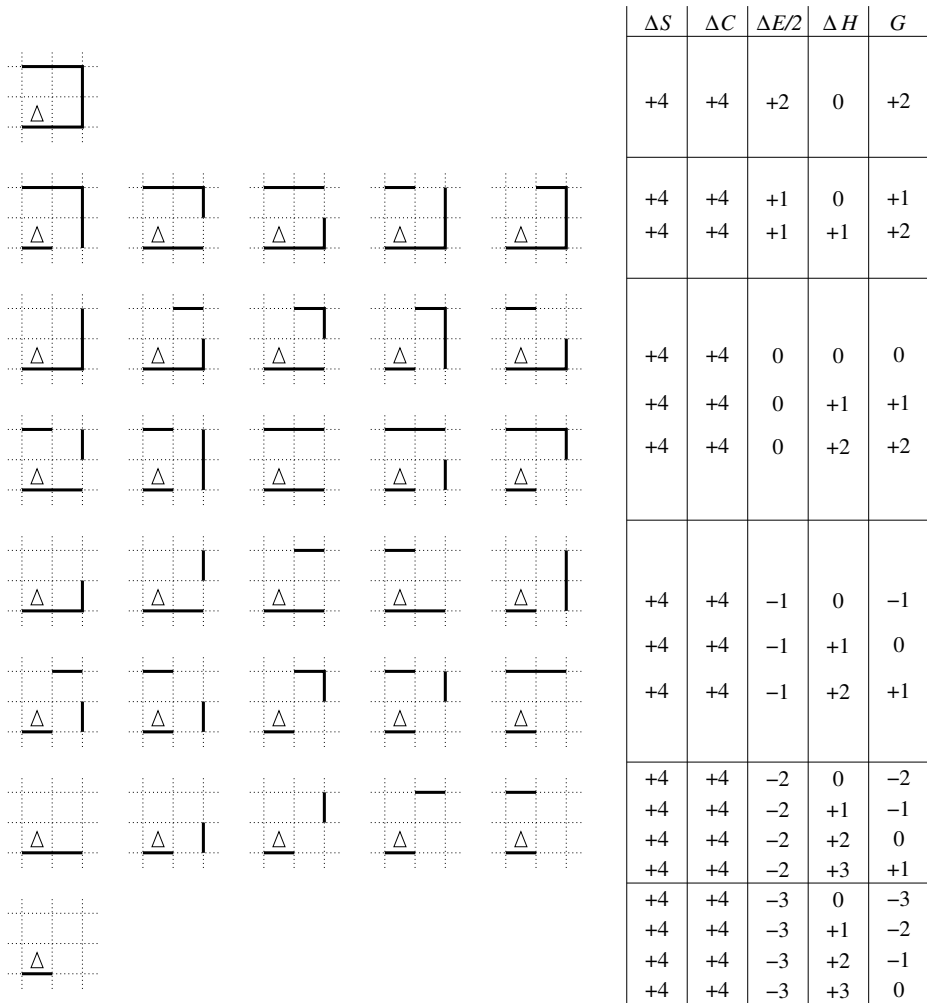 ΔS ΔC ΔE/2 ΔH G
Δ +4 +4 +2 0 +2
+4 +4 +1 0 +1
Δ Δ Δ Δ Δ +4 +4 +1 +1 +2
Δ Δ Δ Δ Δ +4 +4 0 0 0
+4 +4 0 +1 +1
+4 +4 0 +2 +2
Δ Δ Δ Δ Δ
Δ Δ Δ Δ Δ +4 +4 −1 0 −1
+4 +4 −1 +1 0
+4 +4 −1 +2 +1
Δ Δ Δ Δ Δ
+4 +4 −2 0 −2
+4 +4 −2 +1 −1
Δ Δ Δ Δ Δ +4 +4 −2 +2 0
+4 +4 −2 +3 +1
+4 +4 −3 0 −3
+4 +4 −3 +1 −2
Δ +4 +4 −3 +2 −1
+4 +4 −3 +3 0